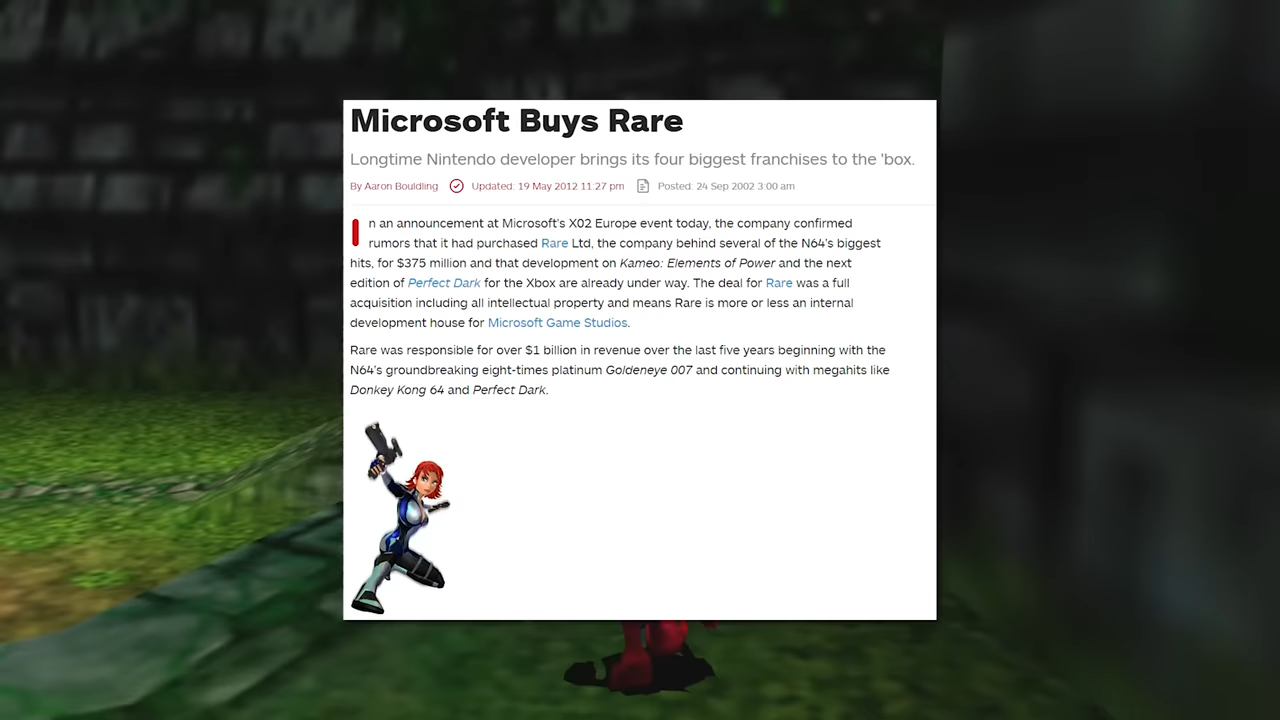 Microsoft Buys Rare
Longtime Nintendo developer brings its four biggest franchises to the 'box.
By Aaron Bouldling Updated: 19 May 2012 11:27 pm Posted: 24 Sep 2002 3:00 am
In an announcement at Microsoft's X02 Europe event today, the company confirmed
rumors that it had purchased Rare Ltd, the company behind several of the N64's biggest
hits, for $375 million and that development on Kameo: Elements of Power and the next
edition of Perfect Dark for the Xbox are already under way. The deal for Rare was a full
acquisition including all intellectual property and means Rare is more or less an internal
development house for Microsoft Game Studios.
Rare was responsible for over $1 billion in revenue over the last five years beginning with the
N64's groundbreaking eight-times platinum Goldeneye 007 and continuing with megahits like
Donkey Kong 64 and Perfect Dark.